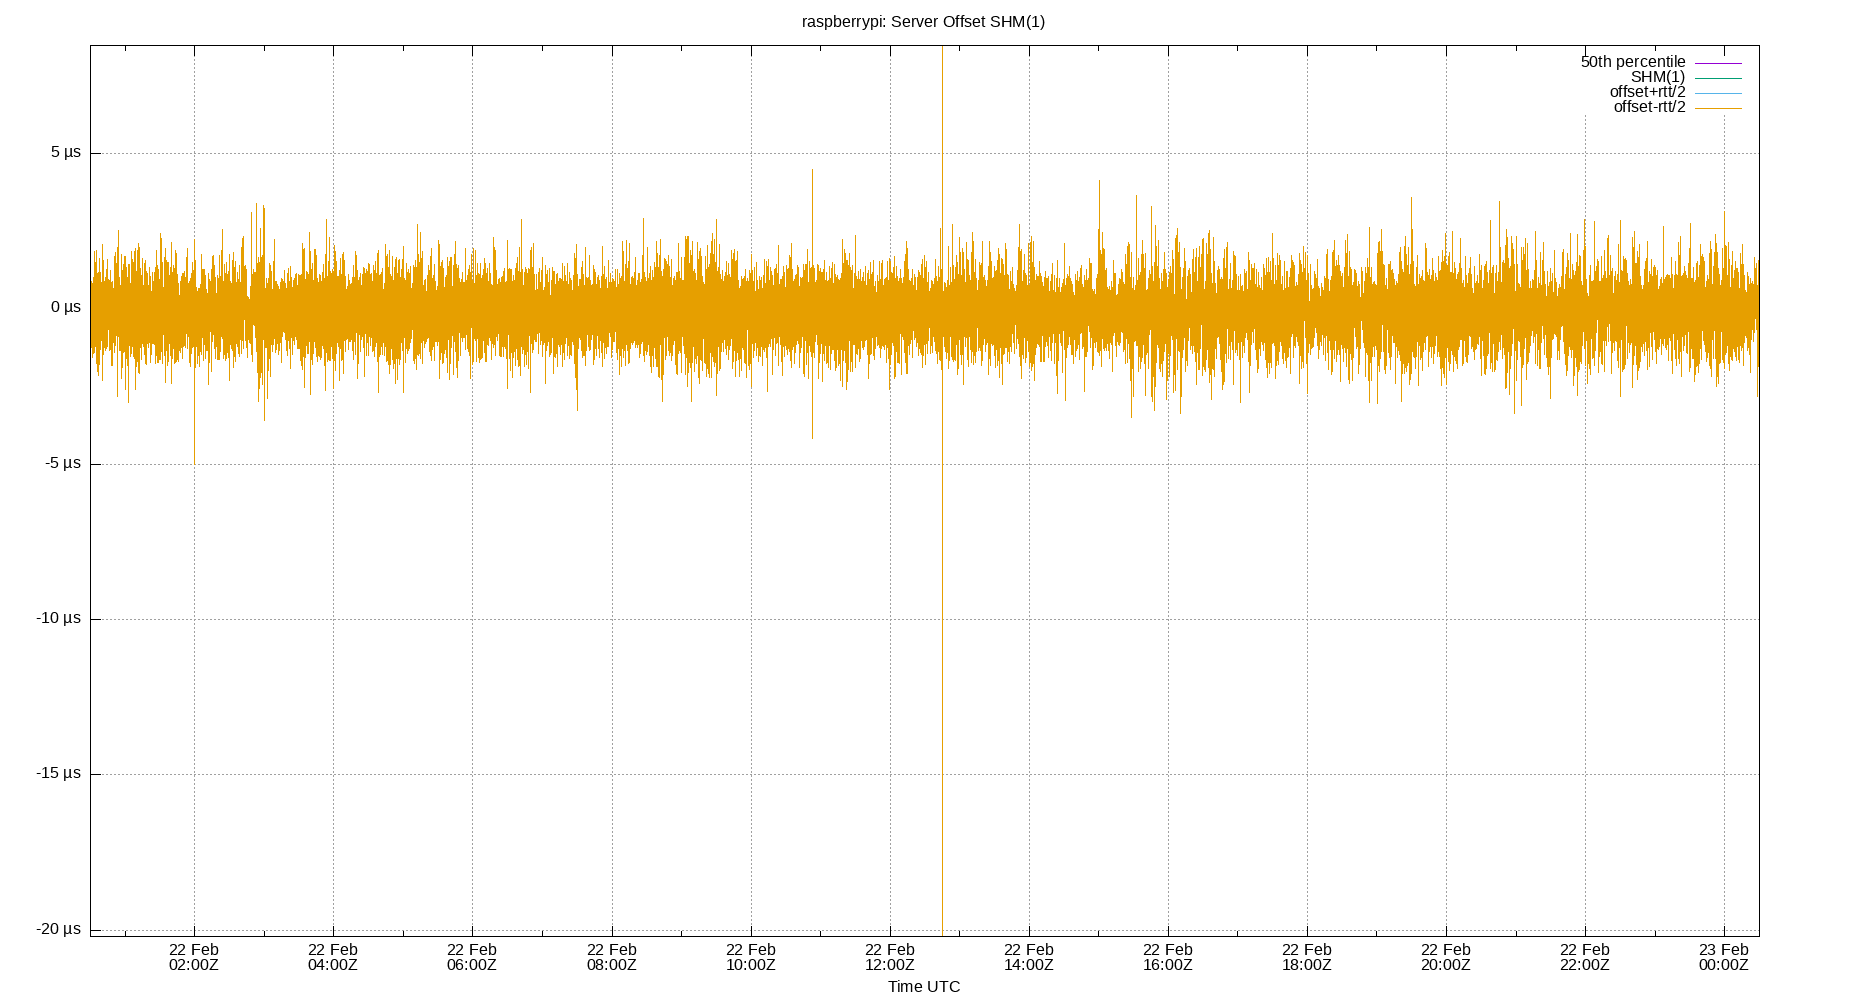 raspberrypi: Server Offset SHM(1)
50th percentile
SHM(1)
offset+rtt/2
offset-rtt/2
5 µs
0 µs
-5 µs
-10 µs
-15 µs
-20 µs
22 Feb 22 Feb 22 Feb 22 Feb 22 Feb 22 Feb 22 Feb 22 Feb 22 Feb 22 Feb 22 Feb 23 Feb
02:00Z 04:00Z 06:00Z 08:00Z 10:00Z 12:00Z 14:00Z 16:00Z 18:00Z 20:00Z 22:00Z 00:00Z
Time UTC